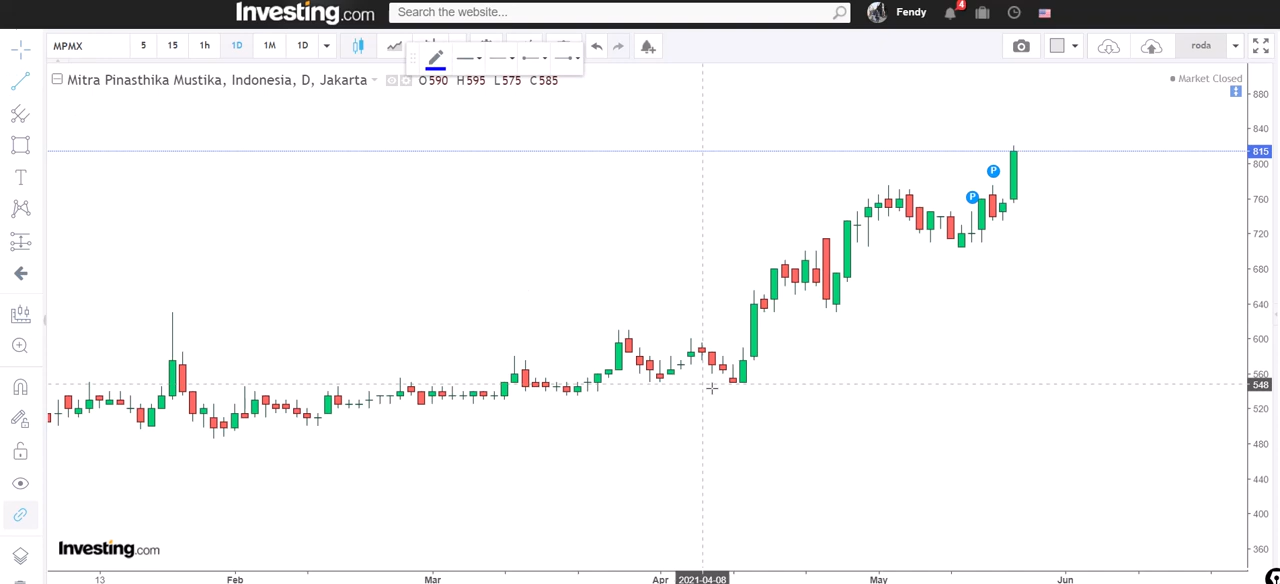 Investing.com Search the website... Fendy 4
MPMX 5 15 1h 1D 1M 1D roda
Mitra Pinasthika Mustika, Indonesia, D, Jakarta O590 H595 L575 C585 Market Closed
880
840
815
800
P
P
760
720
680
640
600
560
548
520
480
440
400
Investing.com
360
13 Feb Mar Apr 2021-04-08 May Jun
T